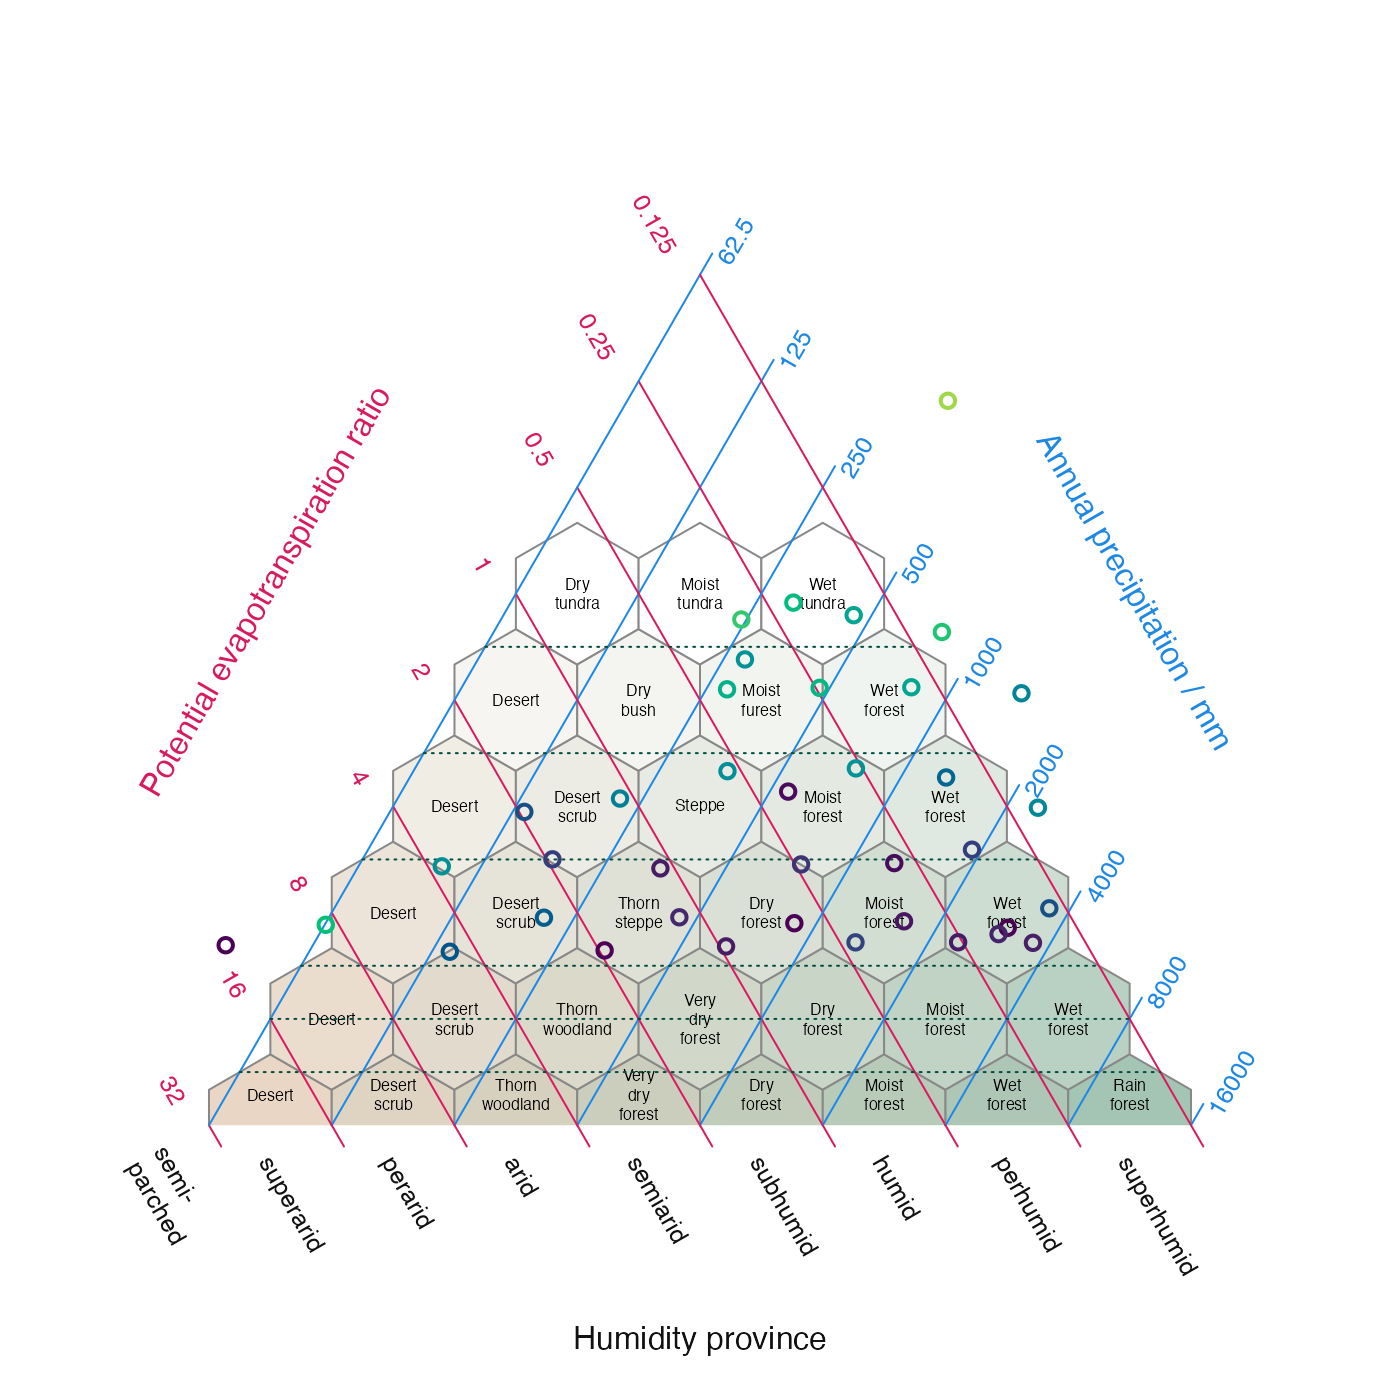 0.125
62.5
0.25
125
0.5
250
1
500
2
1000
4
2000
8
4000
16
8000
32
16000
Potential evapotranspiration ratio
Annual precipitation / mm
Dry
tundra
Moist
tundra
Wet
tundra
Desert
Dry
bush
Moist
furest
Wet
forest
Desert
Desert
scrub
Steppe
Moist
forest
Wet
forest
Desert
Desert
scrub
Thorn
steppe
Dry
forest
Moist
forest
Wet
forest
Desert
Desert
scrub
Thorn
woodland
Very
dry
forest
Dry
forest
Moist
forest
Wet
forest
Desert
Desert
scrub
Thorn
woodland
Very
dry
forest
Dry
forest
Moist
forest
Wet
forest
Rain
forest
semi-
parched
superarid
perarid
arid
semiarid
subhumid
humid
perhumid
superhumid
Humidity province